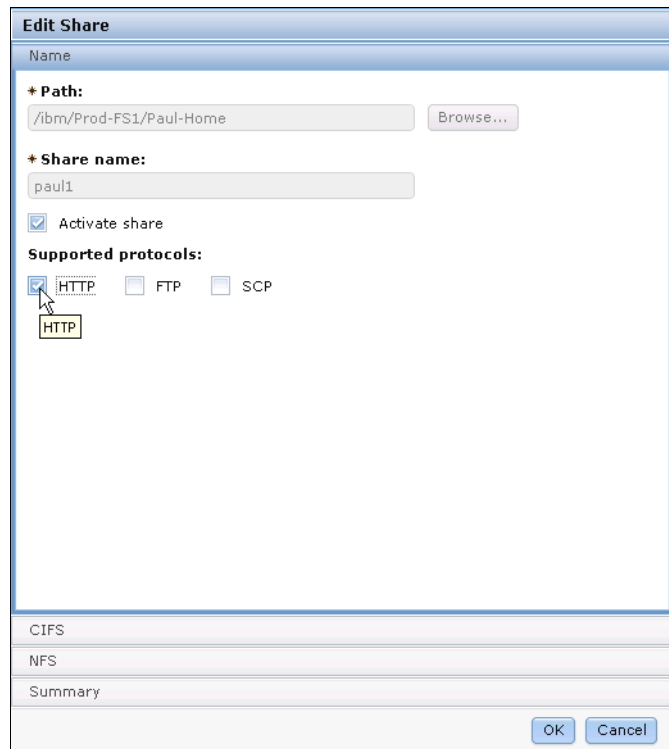 Edit Share
Name
*Path:
/ibm/Prod-FS1/Paul-Home Browse...
*Share name:
paul1
Activate share
Supported protocols:
HTTP FTP SCP
HTTP
CIFS
NFS
Summary
OK Cancel